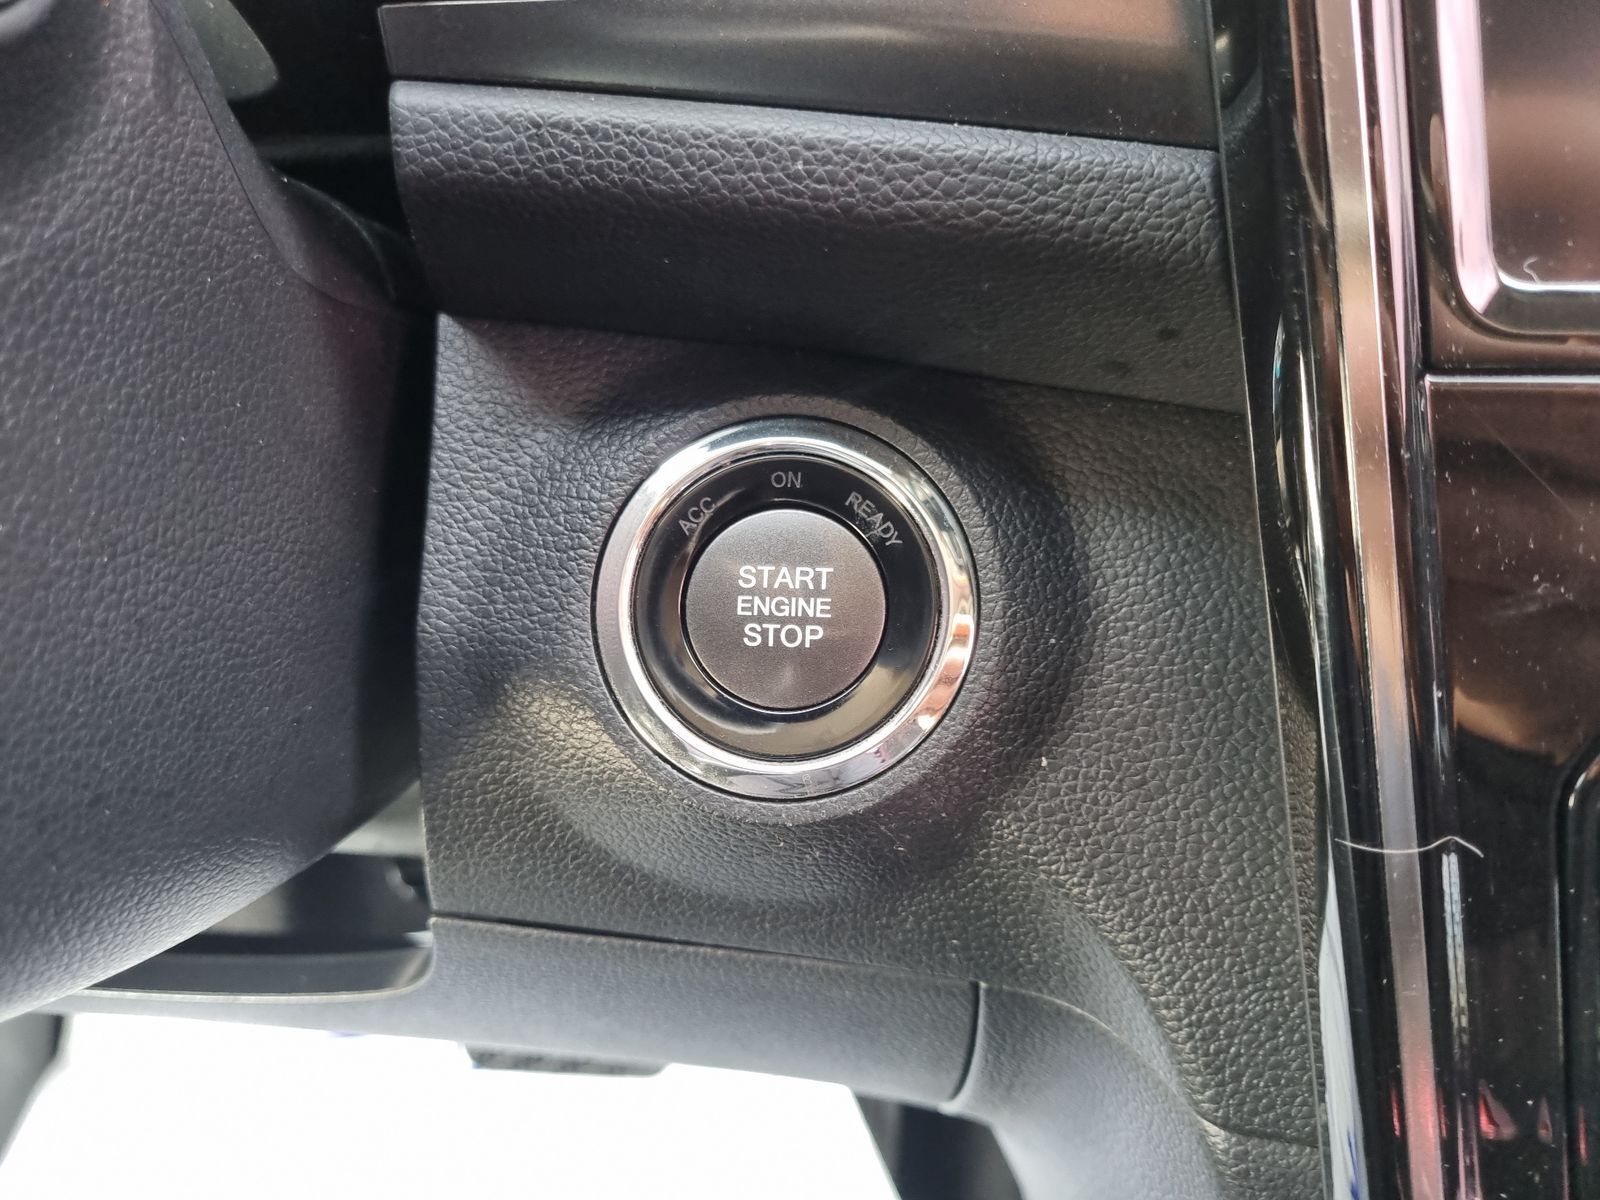 ACC ON READY
START
ENGINE
STOP